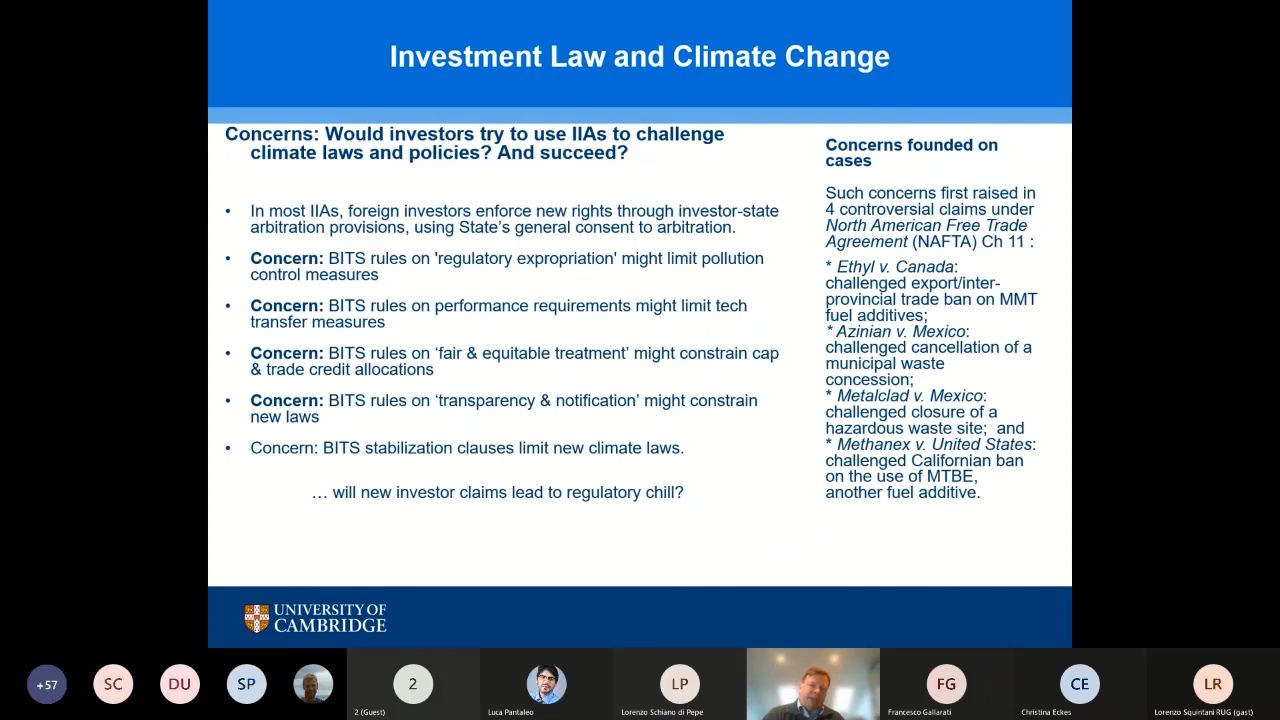 Investment Law and Climate Change
Concerns: Would investors try to use IIAs to challenge
climate laws and policies? And succeed?
• In most IIAs, foreign investors enforce new rights through investor-state
arbitration provisions, using State's general consent to arbitration.
• Concern: BITS rules on 'regulatory expropriation' might limit pollution
control measures
• Concern: BITS rules on performance requirements might limit tech
transfer measures
• Concern: BITS rules on ‘fair & equitable treatment’ might constrain cap
& trade credit allocations
• Concern: BITS rules on ‘transparency & notification’ might constrain
new laws
• Concern: BITS stabilization clauses limit new climate laws.
… will new investor claims lead to regulatory chill?
Concerns founded on
cases
Such concerns first raised in
4 controversial claims under
North American Free Trade
Agreement (NAFTA) Ch 11 :
* Ethyl v. Canada:
challenged export/inter-
provincial trade ban on MMT
fuel additives;
* Azinian v. Mexico:
challenged cancellation of a
municipal waste
concession;
* Metalclad v. Mexico:
challenged closure of a
hazardous waste site; and
* Methanex v. United States:
challenged Californian ban
on the use of MTBE,
another fuel additive.
UNIVERSITY OF
CAMBRIDGE
+57
SC
DU
SP
2
2 (Guest)
Luca Pantaleo
LP
Lorenzo Schiano di Pepe
FG
Francesco Gallarati
CE
Christina Eckes
LR
Lorenzo Squintani RUG (gast)